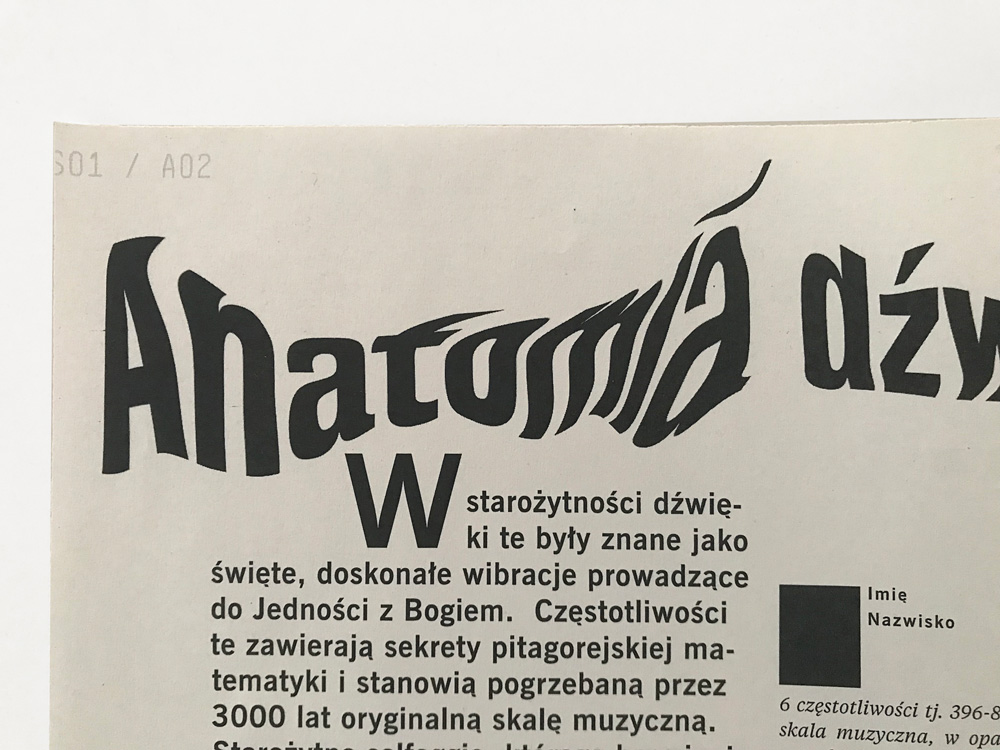 S01 / A02
Anatomiá dźw
W starożytności dźwię-
ki te były znane jako
święte, doskonałe wibracje prowadzące
do Jedności z Bogiem. Częstotliwości
te zawierają sekrety pitagorejskiej ma-
tematyki i stanowią pogrzebaną przez
3000 lat oryginalną skalę muzyczna.
Imię
Nazwisko
6 częstotliwości tj. 396-8
skala muzyczna, w opa